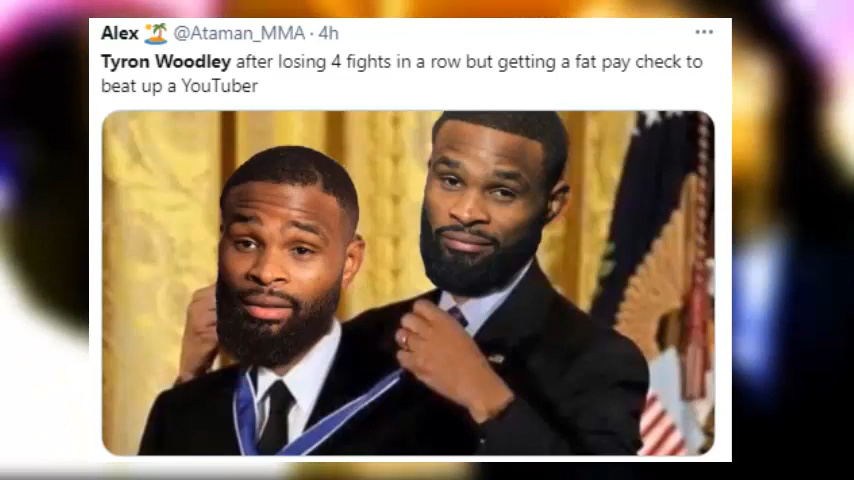 Alex 🏝️ @Ataman_MMA · 4h
Tyron Woodley after losing 4 fights in a row but getting a fat pay check to
beat up a YouTuber